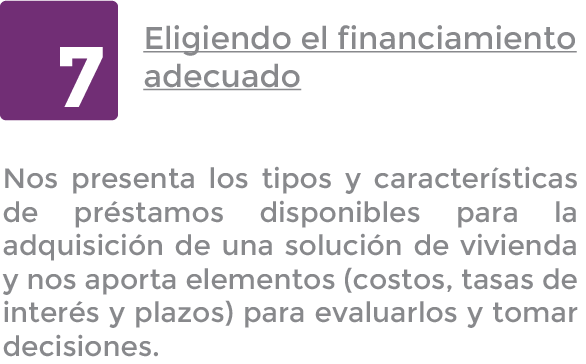 7
Eligiendo el financiamiento
adecuado
Nos presenta los tipos y características
de préstamos disponibles para la
adquisición de una solución de vivienda
y nos aporta elementos (costos, tasas de
interés y plazos) para evaluarlos y tomar
decisiones.